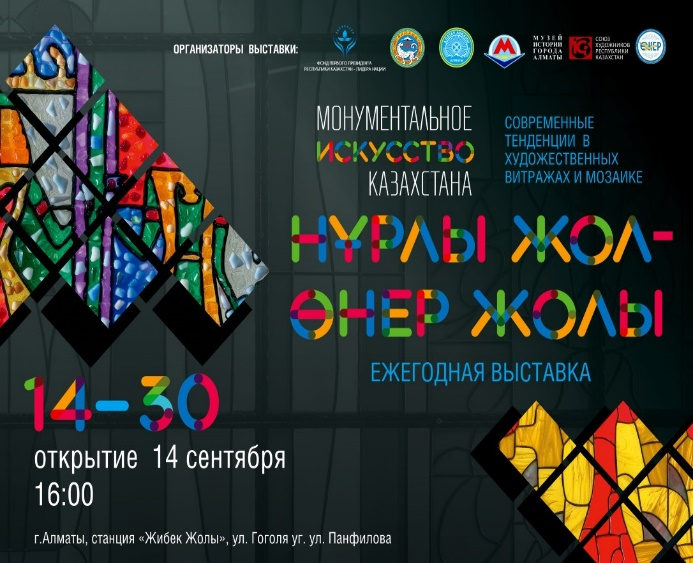 ОРГАНИЗАТОРЫ ВЫСТАВКИ:
ФОНД ПЕРВОГО ПРЕЗИДЕНТА
РЕСПУБЛИКИ КАЗАХСТАН - ЛИДЕРА НАЦИИ
МУЗЕЙ
ИСТОРИИ
ГОРОДА
АЛМАТЫ
СОЮЗ
ХУДОЖНИКОВ
РЕСПУБЛИКИ
КАЗАХСТАН
ӨНЕР
МОНУМЕНТАЛЬНОЕ
ИСКУССТВО
КАЗАХСТАНА
СОВРЕМЕННЫЕ
ТЕНДЕНЦИИ В
ХУДОЖЕСТВЕННЫХ
ВИТРАЖАХ И МОЗАИКЕ
НҰРЛЫ ЖОЛ-
ӨНЕР ЖОЛЫ
ЕЖЕГОДНАЯ ВЫСТАВКА
14-30
открытие 14 сентября
16:00
г.Алматы, станция «Жибек Жолы», ул. Гоголя уг. ул. Панфилова